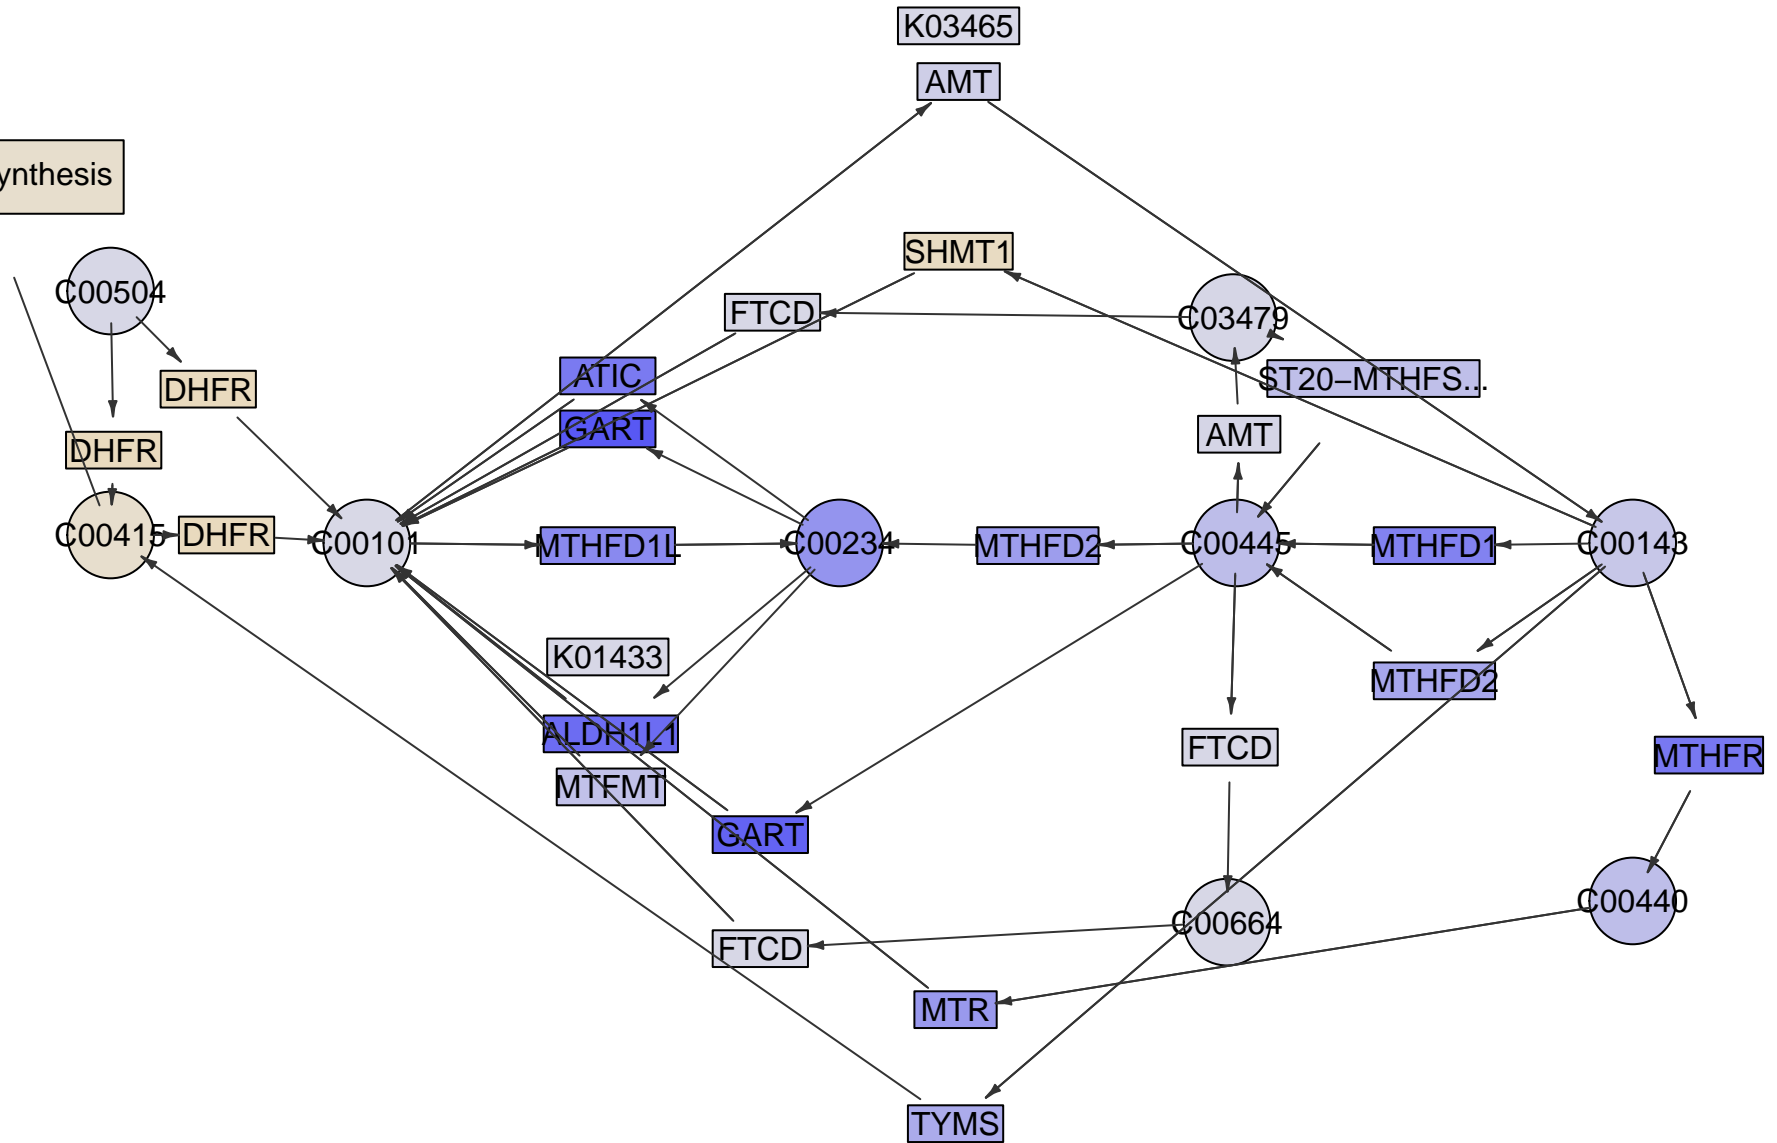 K03465
AMT
ynthesis
SHMT1
C00504
FTCD
C03479
ATIC
ST20−MTHFS...
DHFR
GART
AMT
DHFR
C00415
DHFR
C00101
MTHFD1L
C00234
MTHFD2
C00445
MTHFD1
C00143
K01433
MTHFD2
ALDH1L1
FTCD
MTHFR
MTFMT
GART
C00440
C00664
FTCD
MTR
TYMS